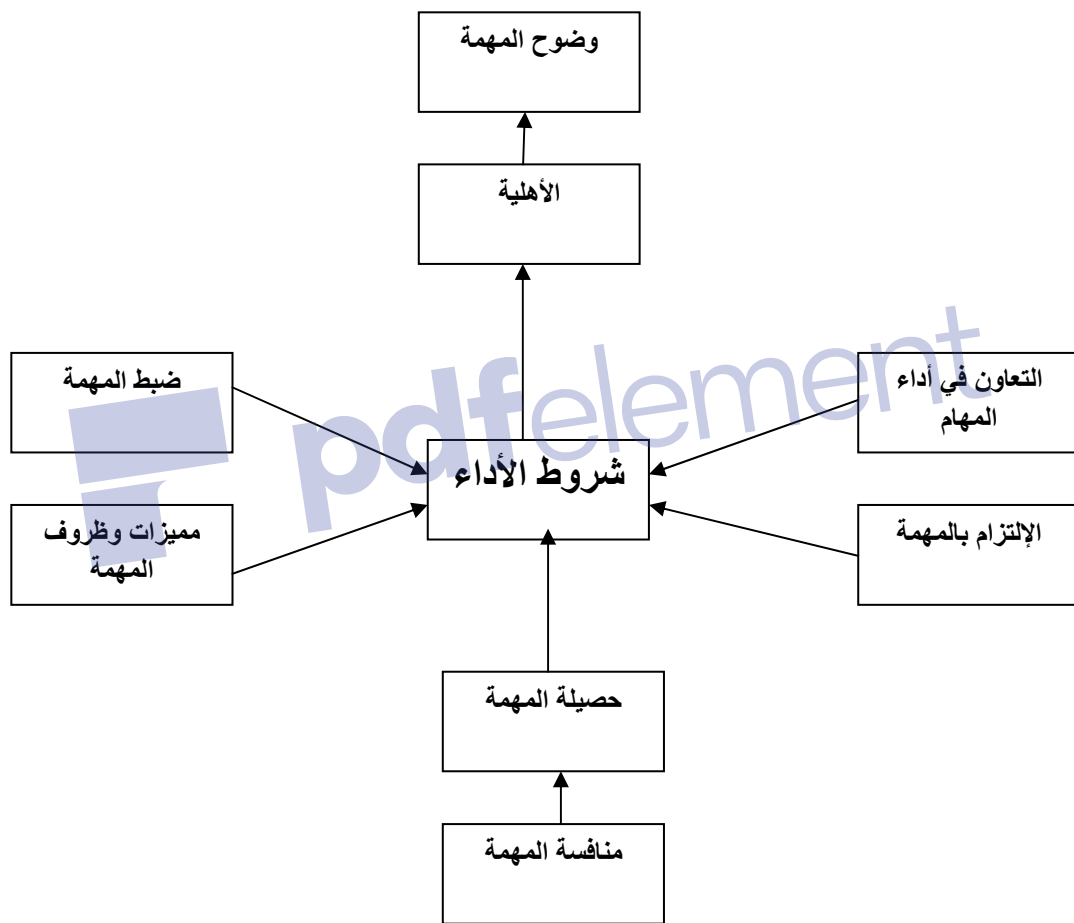 وضوح المهمة
الأهلية
التعاون في أداء
المهام
ضبط المهمة
شروط الأداء
الإلتزام بالمهمة
مميزات وظروف
المهمة
حصيلة المهمة
منافسة المهمة
pdfelement